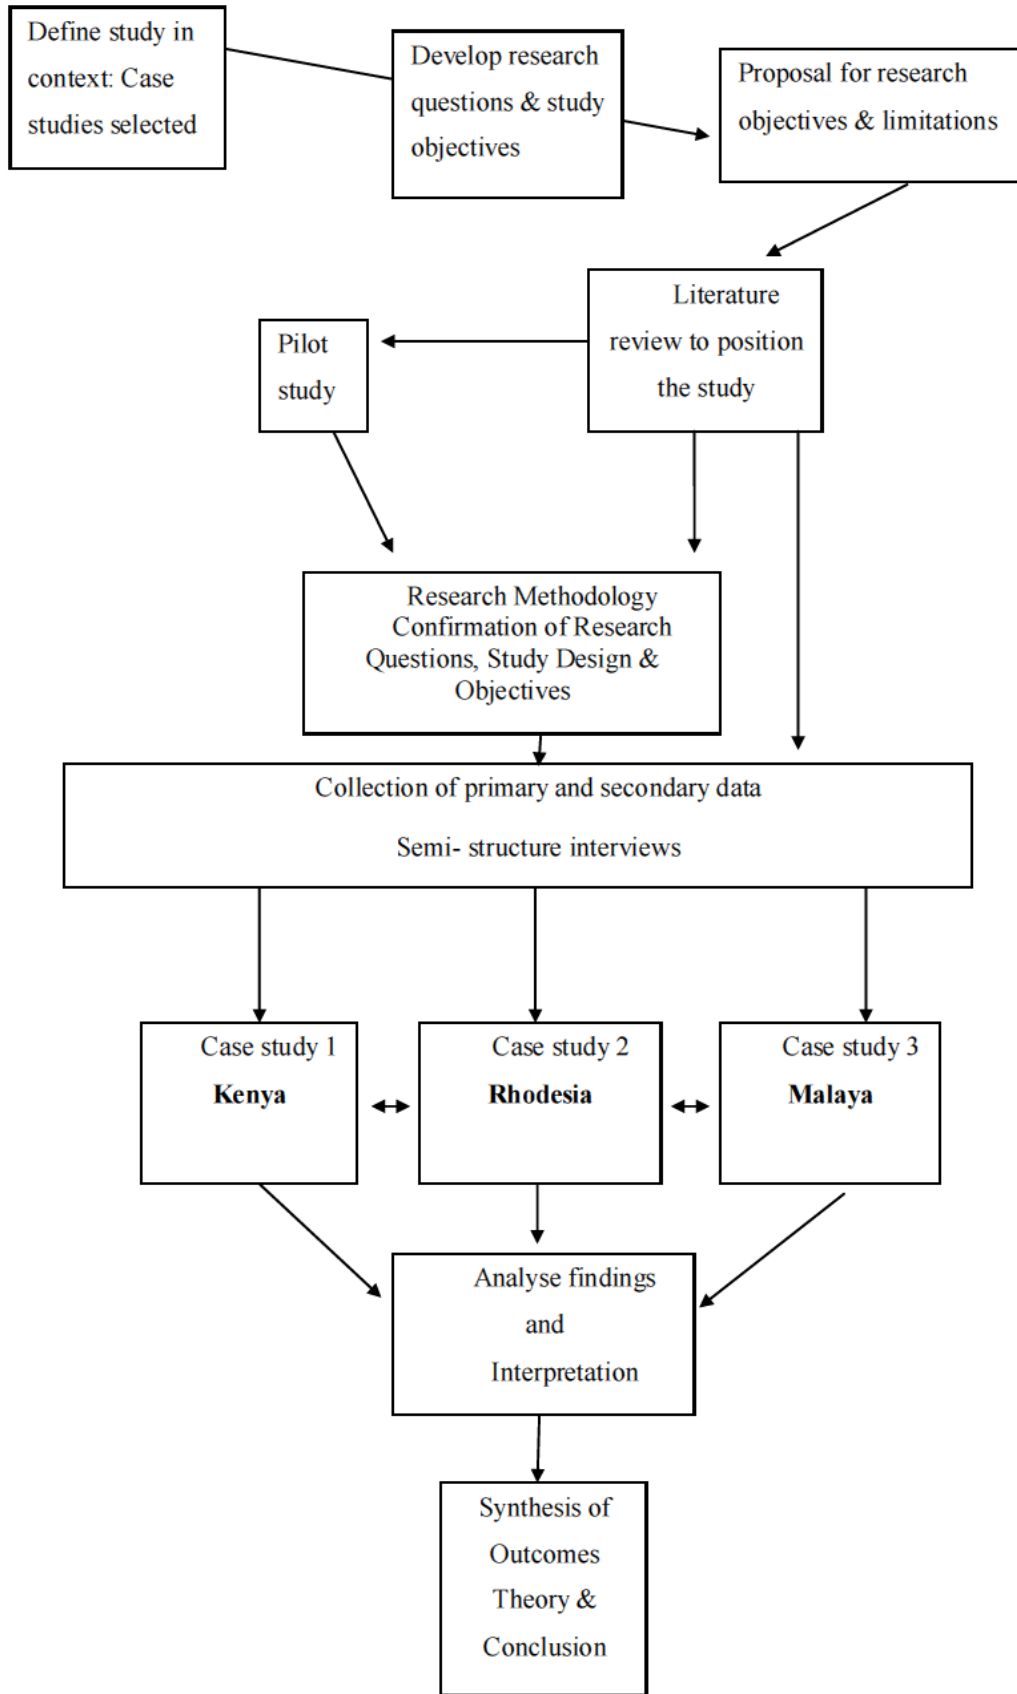 Define study in
context: Case
studies selected
Develop research
questions & study
objectives
Proposal for research
objectives & limitations
Literature
review to position
the study
Pilot
study
Research Methodology
Confirmation of Research
Questions, Study Design &
Objectives
Collection of primary and secondary data
Semi- structure interviews
Case study 1
Kenya
Case study 2
Rhodesia
Case study 3
Malaya
Analyse findings
and
Interpretation
Synthesis of
Outcomes
Theory &
Conclusion